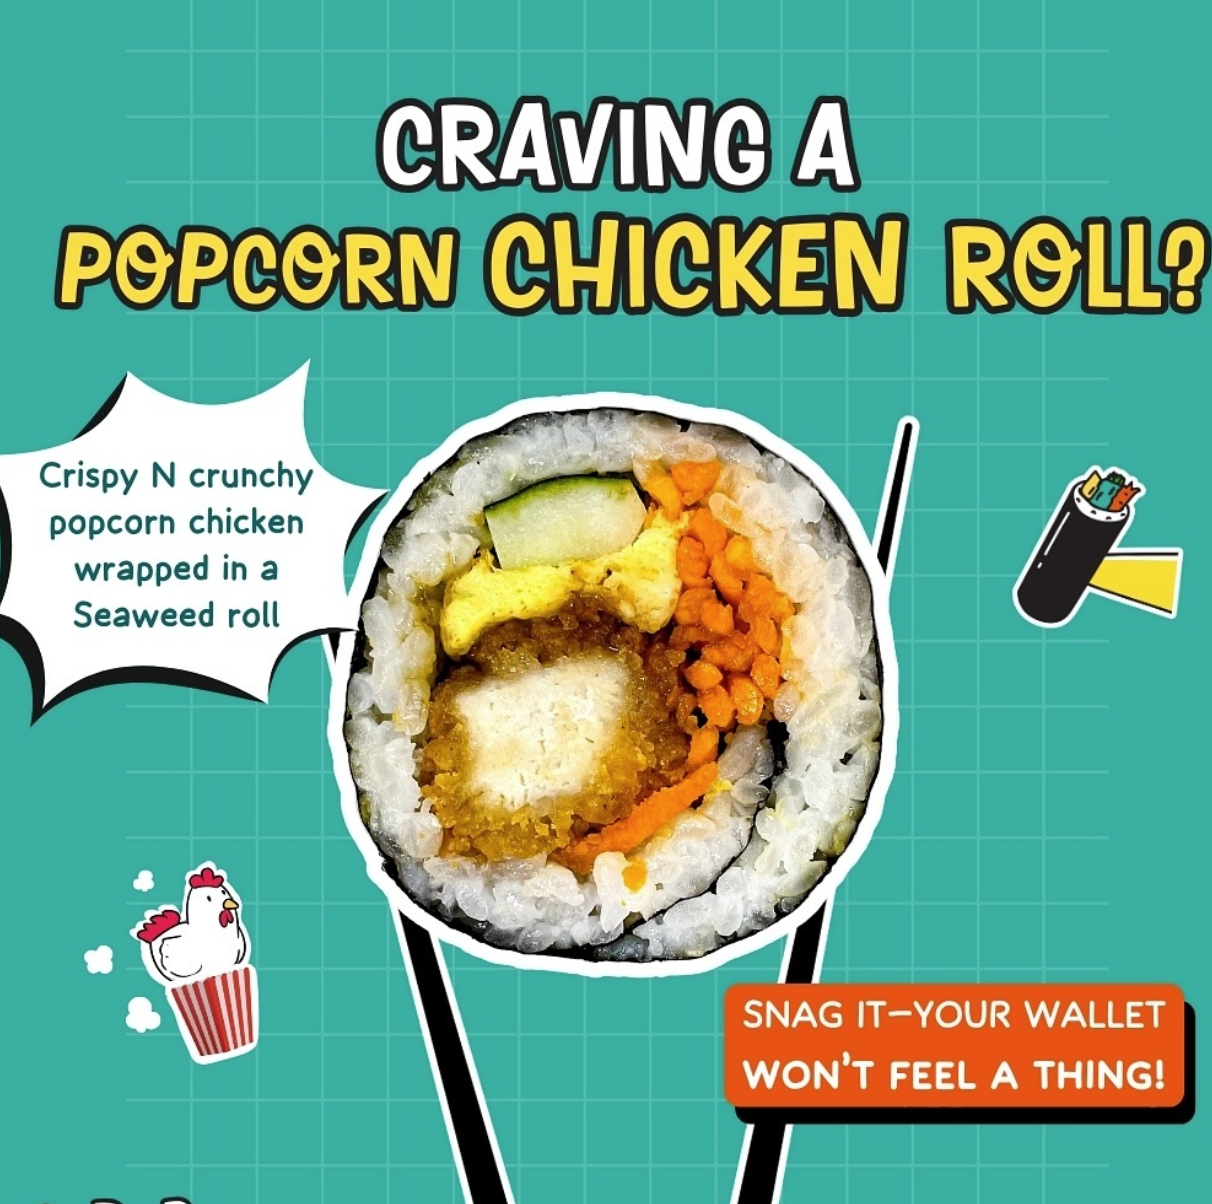 CRAVING A
POPCORN CHICKEN ROLL?
Crispy N crunchy
popcorn chicken
wrapped in a
Seaweed roll
SNAG IT—YOUR WALLET
WON'T FEEL A THING!